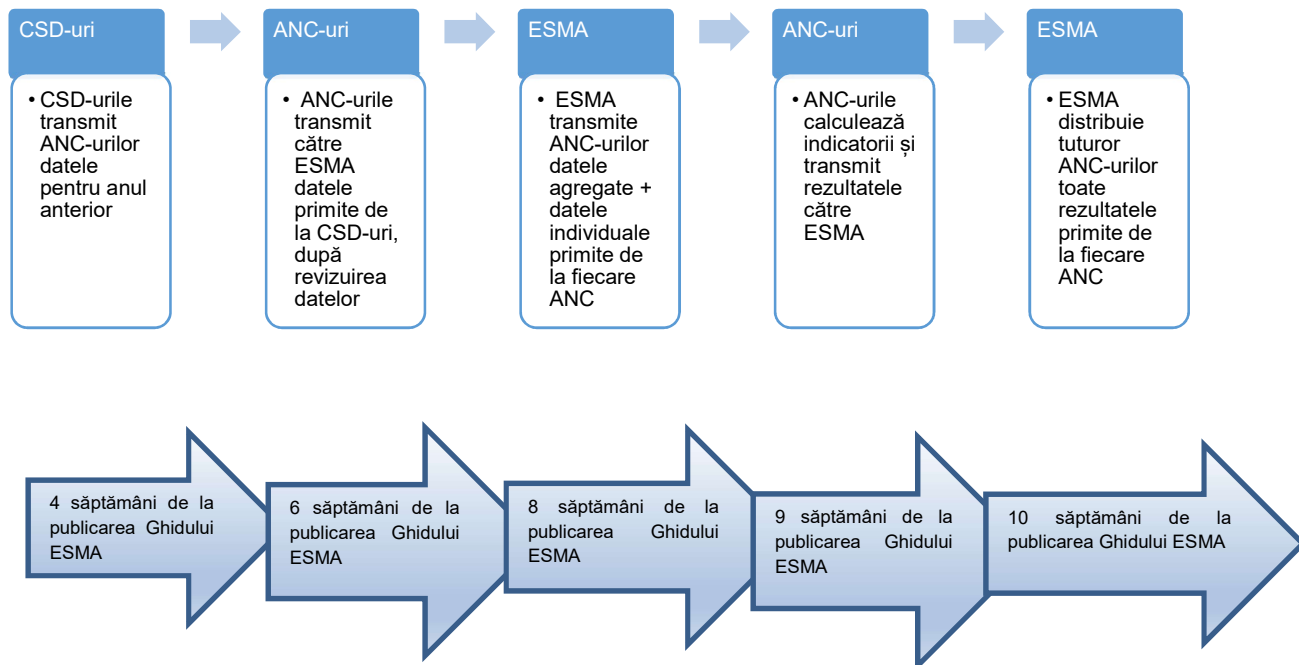 CSD-uri
ANC-uri
ESMA
ANC-uri
ESMA
• CSD-urile
transmit
ANC-urilor
datele
pentru anul
anterior
• ANC-urile
transmit
către
ESMA
datele
primite de
la CSD-uri,
după
revizuirea
datelor
• ESMA
transmite
ANC-urilor
datele
agregate +
datele
individuale
primite de
la fiecare
ANC
• ANC-urile
calculează
indicatorii și
transmit
rezultatele
către
ESMA
• ESMA
distribuie
tuturor
ANC-urilor
toate
rezultatele
primite de
la fiecare
ANC
4 săptămâni de la
publicarea Ghidului
ESMA
6 săptămâni de la
publicarea Ghidului
ESMA
8 săptămâni de la
publicarea Ghidului
ESMA
9 săptămâni de la
publicarea Ghidului
ESMA
10 săptămâni de la
publicarea Ghidului ESMA